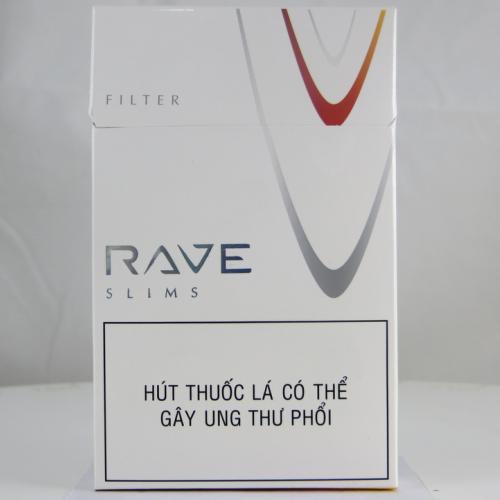 FILTER
RAVE
SLIMS
HÚT THUỐC LÁ CÓ THỂ
GÂY UNG THƯ PHỔI